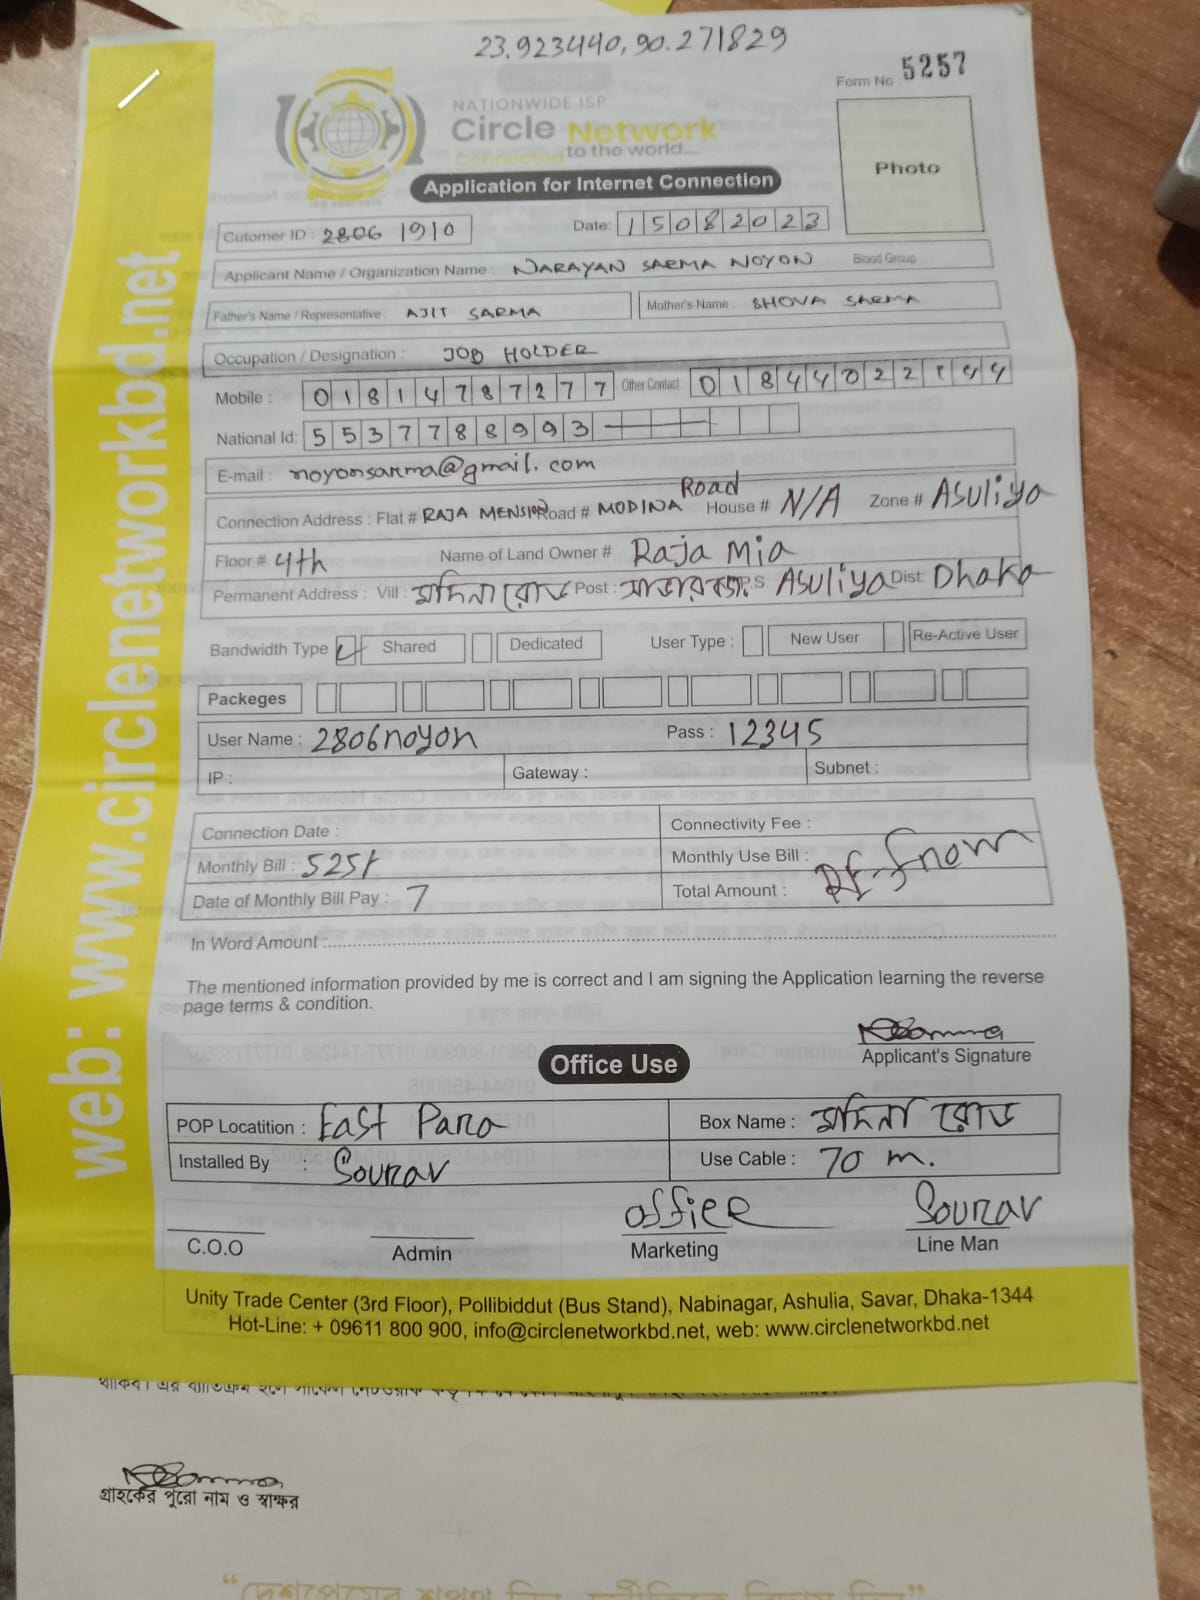 23.923440, 90.271829
Form No 5257
NATIONWIDE ISP
Circle Network
Connected to the world
Photo
Application for Internet Connection
Cutomer ID : 2806 1910 Date: 15082023
Applicant Name / Organization Name : NARAYAN SARMA NOYON Blood Group
Father's Name / Representative : AJIT SARMA Mother's Name : SHOVA SARMA
Occupation / Designation : JOB HOLDER
Mobile : 01814787277 Other Contact 01844022
National Id: 5537788993
E-mail : noyonsarma@gmail.com
Connection Address : Flat # RAJA MENSION Road # MODINA Road House # N/A Zone # Asuliya
Floor # 4th Name of Land Owner # Raja Mia
Permanent Address : Vill : মদিনা রোড Post : P.S. Asuliya Dist: Dhaka
Bandwidth Type Shared Dedicated User Type : New User Re-Active User
Packeges
User Name : 2806noyon Pass : 12345
IP : Gateway : Subnet :
Connection Date : Connectivity Fee :
Monthly Bill : 525/- Monthly Use Bill :
Date of Monthly Bill Pay : 7 Total Amount :
In Word Amount :
The mentioned information provided by me is correct and I am signing the Application learning the reverse
page terms & condition.
Applicant's Signature
Office Use
POP Locatition : East Para Box Name : মদিনা রোড
Installed By : Sourav Use Cable : 70 m.
office Sourav
C.O.O Admin Marketing Line Man
Unity Trade Center (3rd Floor), Pollibiddut (Bus Stand), Nabinagar, Ashulia, Savar, Dhaka-1344
Hot-Line: + 09611 800 900, info@circlenetworkbd.net, web: www.circlenetworkbd.net
web: www.circlenetworkbd.net
গ্রাহকের পুরো নাম ও স্বাক্ষর